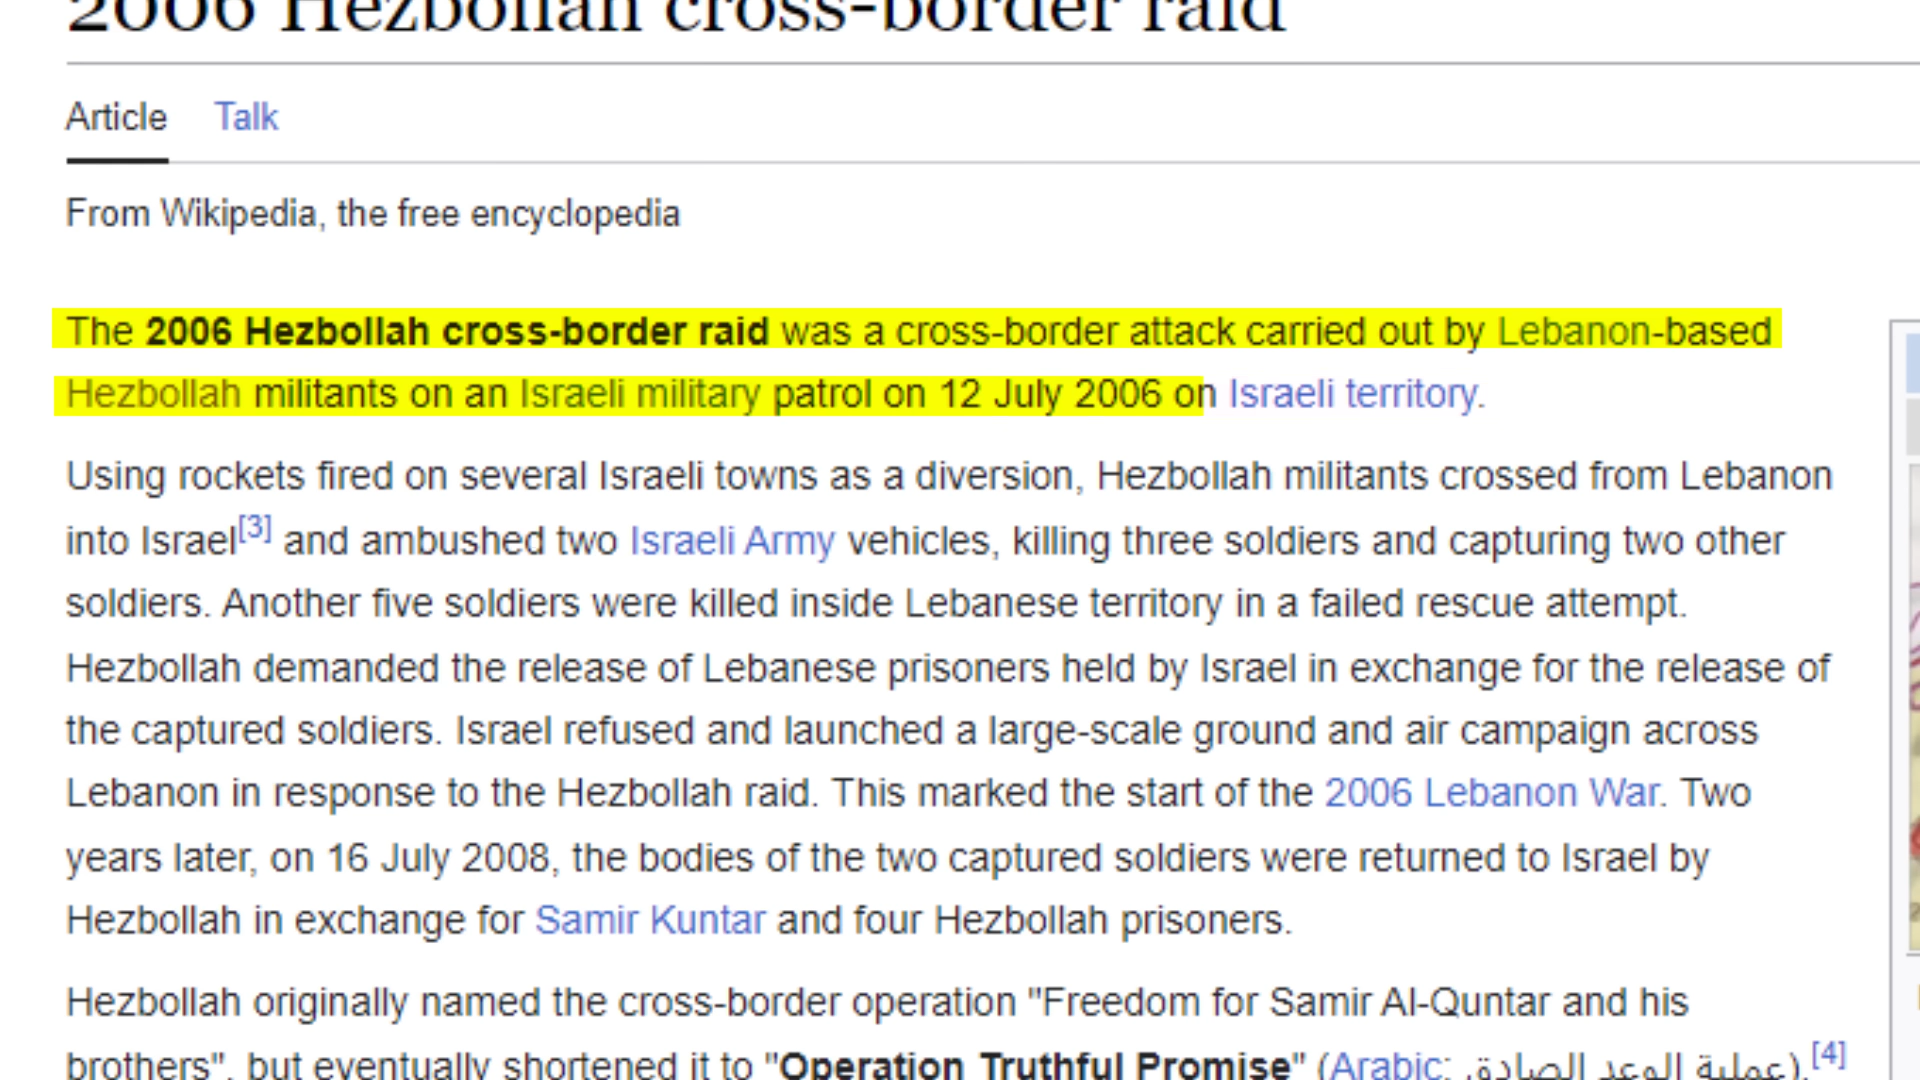 2006 Hezbollah cross-border raid
Article Talk
From Wikipedia, the free encyclopedia
The 2006 Hezbollah cross-border raid was a cross-border attack carried out by Lebanon-based
Hezbollah militants on an Israeli military patrol on 12 July 2006 on Israeli territory.
Using rockets fired on several Israeli towns as a diversion, Hezbollah militants crossed from Lebanon
into Israel[3] and ambushed two Israeli Army vehicles, killing three soldiers and capturing two other
soldiers. Another five soldiers were killed inside Lebanese territory in a failed rescue attempt.
Hezbollah demanded the release of Lebanese prisoners held by Israel in exchange for the release of
the captured soldiers. Israel refused and launched a large-scale ground and air campaign across
Lebanon in response to the Hezbollah raid. This marked the start of the 2006 Lebanon War. Two
years later, on 16 July 2008, the bodies of the two captured soldiers were returned to Israel by
Hezbollah in exchange for Samir Kuntar and four Hezbollah prisoners.
Hezbollah originally named the cross-border operation "Freedom for Samir Al-Quntar and his
brothers", but eventually shortened it to "Operation Truthful Promise" (Arabic: عملية الوعد الصادق).[4]